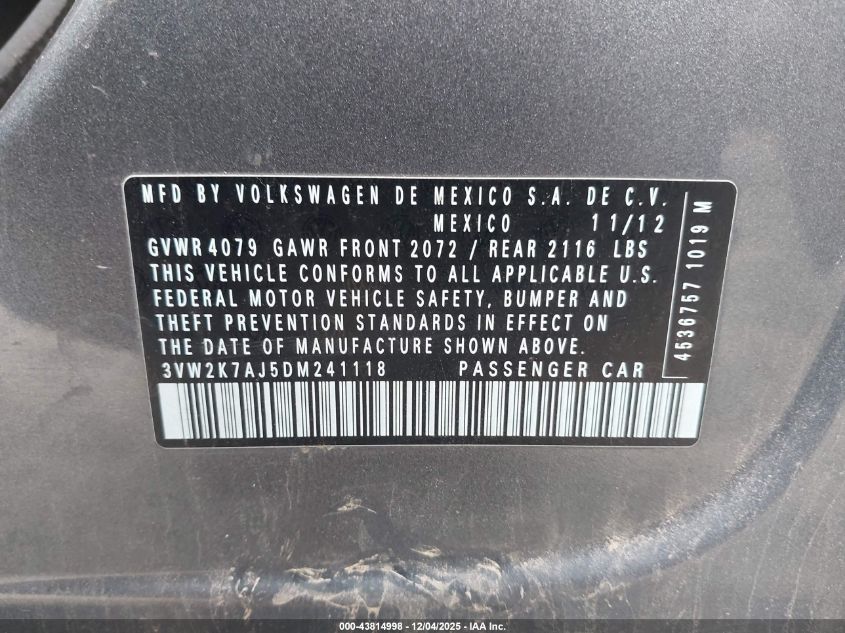 MFD BY VOLKSWAGEN DE MEXICO S.A. DE C.V.
MEXICO 11/12
GVWR 4079 GAWR FRONT 2072 / REAR 2116 LBS
THIS VEHICLE CONFORMS TO ALL APPLICABLE U.S.
FEDERAL MOTOR VEHICLE SAFETY, BUMPER AND
THEFT PREVENTION STANDARDS IN EFFECT ON
THE DATE OF MANUFACTURE SHOWN ABOVE.
3VW2K7AJ5DM241118 PASSENGER CAR
4536757 1019 M
000-43814998 - 12/04/2025 - IAA Inc.